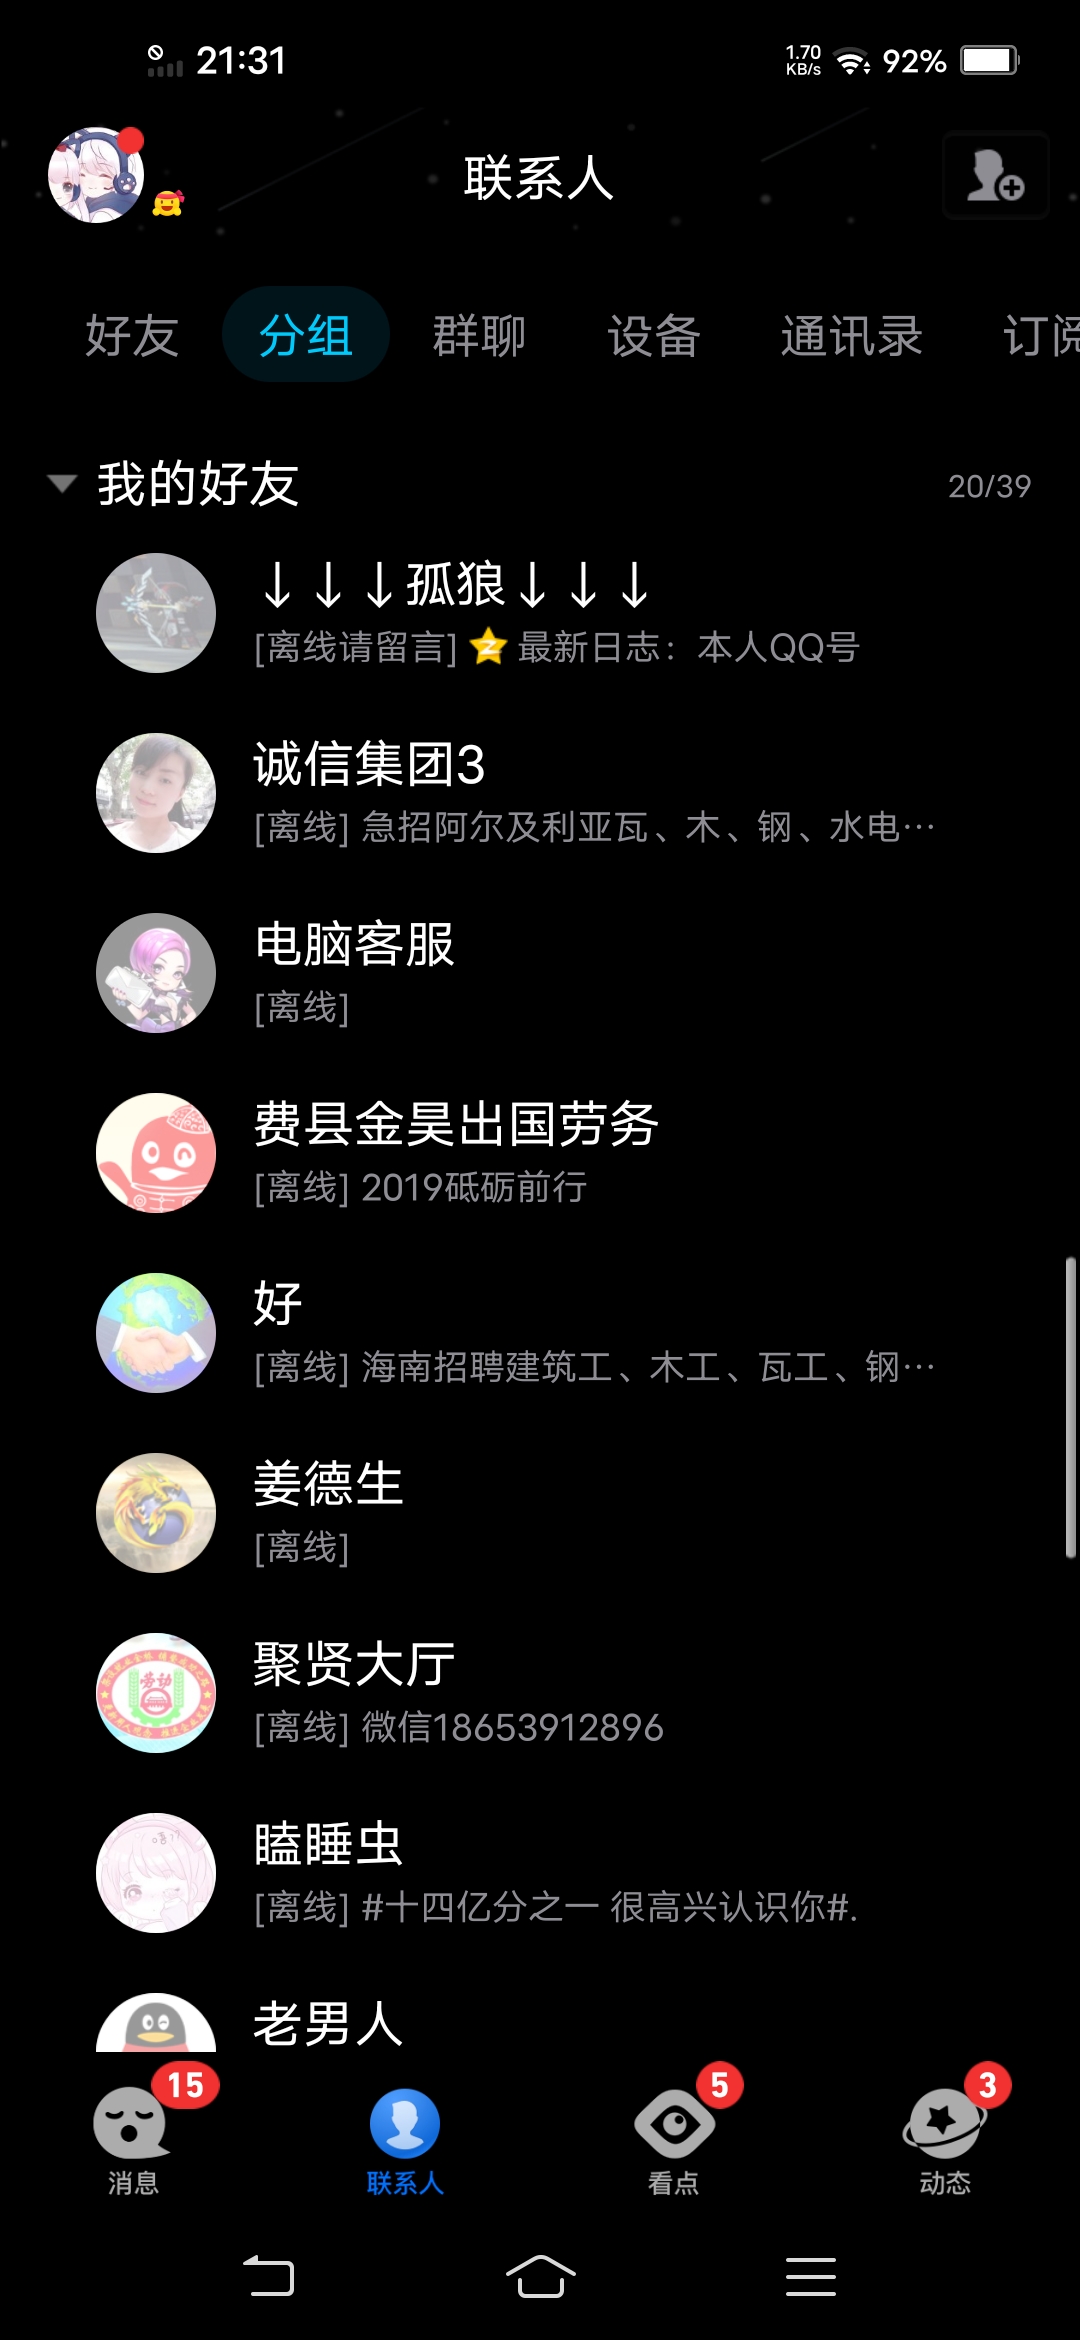 21:31
1.70 KB/s
92%
联系人
好友 分组 群聊 设备 通讯录 订阅
我的好友 20/39
↓↓↓孤狼↓↓↓
[离线请留言] 最新日志：本人QQ号
诚信集团3
[离线] 急招阿尔及利亚瓦、木、钢、水电…
电脑客服
[离线]
费县金昊出国劳务
[离线] 2019砥砺前行
好
[离线] 海南招聘建筑工、木工、瓦工、钢…
姜德生
[离线]
聚贤大厅
[离线] 微信18653912896
瞌睡虫
[离线] #十四亿分之一 很高兴认识你#.
老男人
15 5 3
消息 联系人 看点 动态